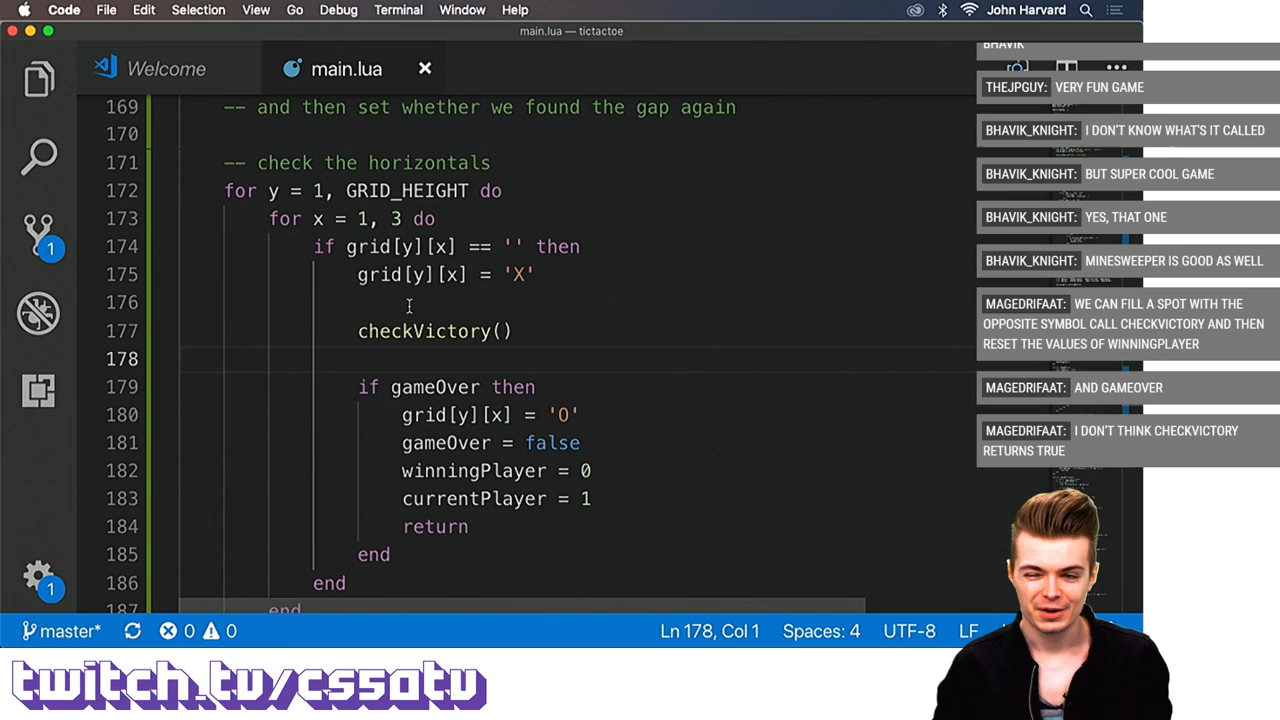 Code File Edit Selection View Go Debug Terminal Window Help John Harvard
main.lua — tictactoe
Welcome main.lua
169 -- and then set whether we found the gap again
170
171 -- check the horizontals
172 for y = 1, GRID_HEIGHT do
173 for x = 1, 3 do
174 if grid[y][x] == '' then
175 grid[y][x] = 'X'
176
177 checkVictory()
178
179 if gameOver then
180 grid[y][x] = 'O'
181 gameOver = false
182 winningPlayer = 0
183 currentPlayer = 1
184 return
185 end
186 end
187 end
1
1
master* 0 0 Ln 178, Col 1 Spaces: 4 UTF-8 LF
BHAVIK
THEJPGUY: VERY FUN GAME
BHAVIK_KNIGHT: I DON'T KNOW WHAT'S IT CALLED
BHAVIK_KNIGHT: BUT SUPER COOL GAME
BHAVIK_KNIGHT: YES, THAT ONE
BHAVIK_KNIGHT: MINESWEEPER IS GOOD AS WELL
MAGEDRIFAAT: WE CAN FILL A SPOT WITH THE
OPPOSITE SYMBOL CALL CHECKVICTORY AND THEN
RESET THE VALUES OF WINNINGPLAYER
MAGEDRIFAAT: AND GAMEOVER
MAGEDRIFAAT: I DON'T THINK CHECKVICTORY
RETURNS TRUE
twitch.tv/cs50tv